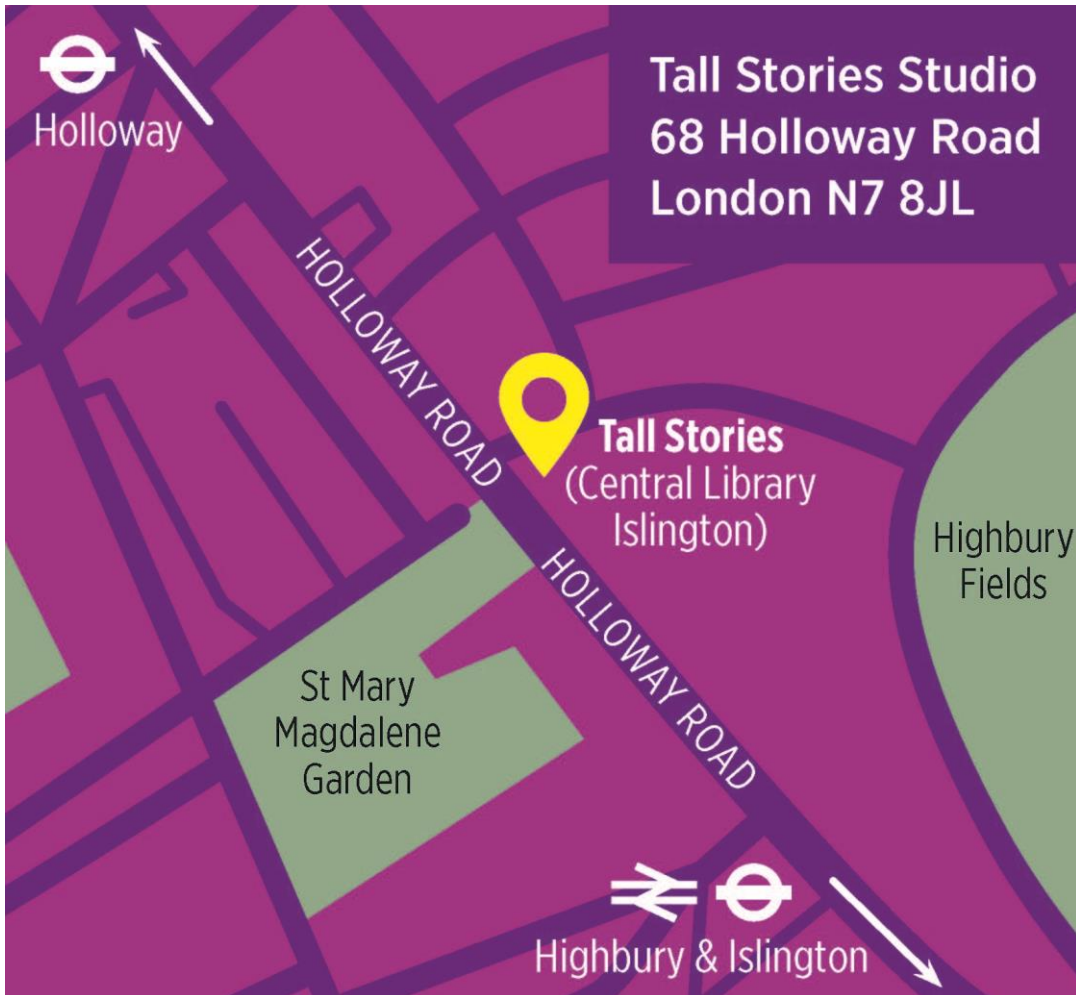 Holloway
Tall Stories Studio
68 Holloway Road
London N7 8JL
HOLLOWAY ROAD
Tall Stories
(Central Library
Islington)
Highbury
Fields
HOLLOWAY ROAD
St Mary
Magdalene
Garden
Highbury & Islington